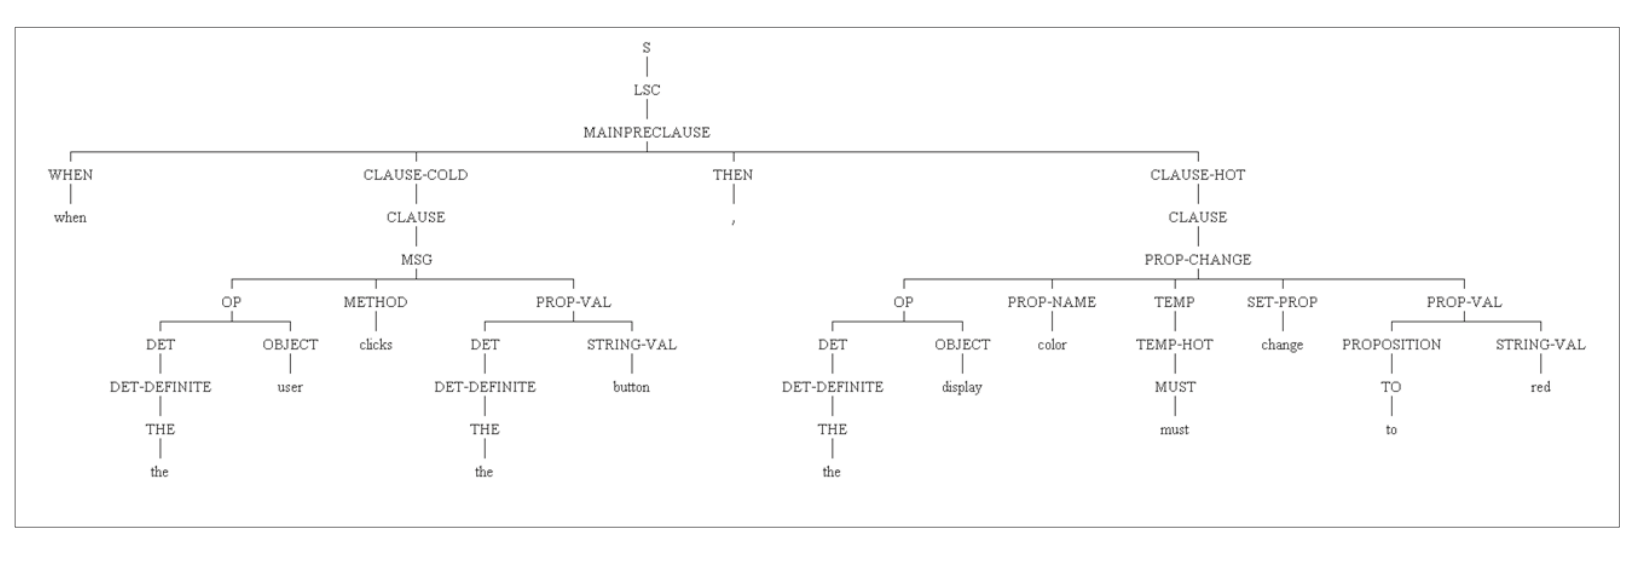 S
LSC
MAINPRECLAUSE
WHEN CLAUSE-COLD THEN CLAUSE-HOT
when CLAUSE , CLAUSE
MSG PROP-CHANGE
OP METHOD PROP-VAL OP PROP-NAME TEMP SET-PROP PROP-VAL
DET OBJECT clicks DET STRING-VAL DET OBJECT color TEMP-HOT change PROPOSITION STRING-VAL
DET-DEFINITE user DET-DEFINITE button DET-DEFINITE display MUST TO red
THE THE THE must to
the the the